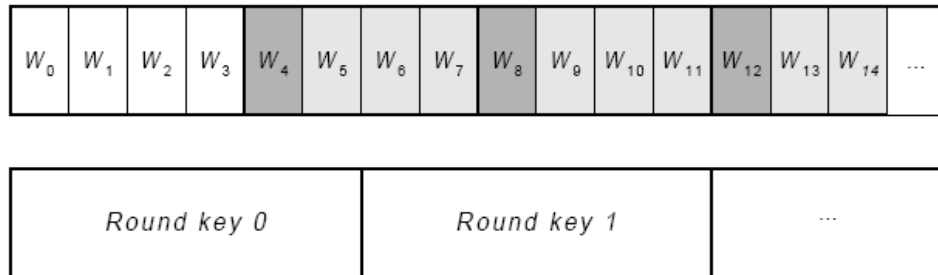 W₀ W₁ W₂ W₃ W₄ W₅ W₆ W₇ W₈ W₉ W₁₀ W₁₁ W₁₂ W₁₃ W₁₄ ...
Round key 0 Round key 1 ...